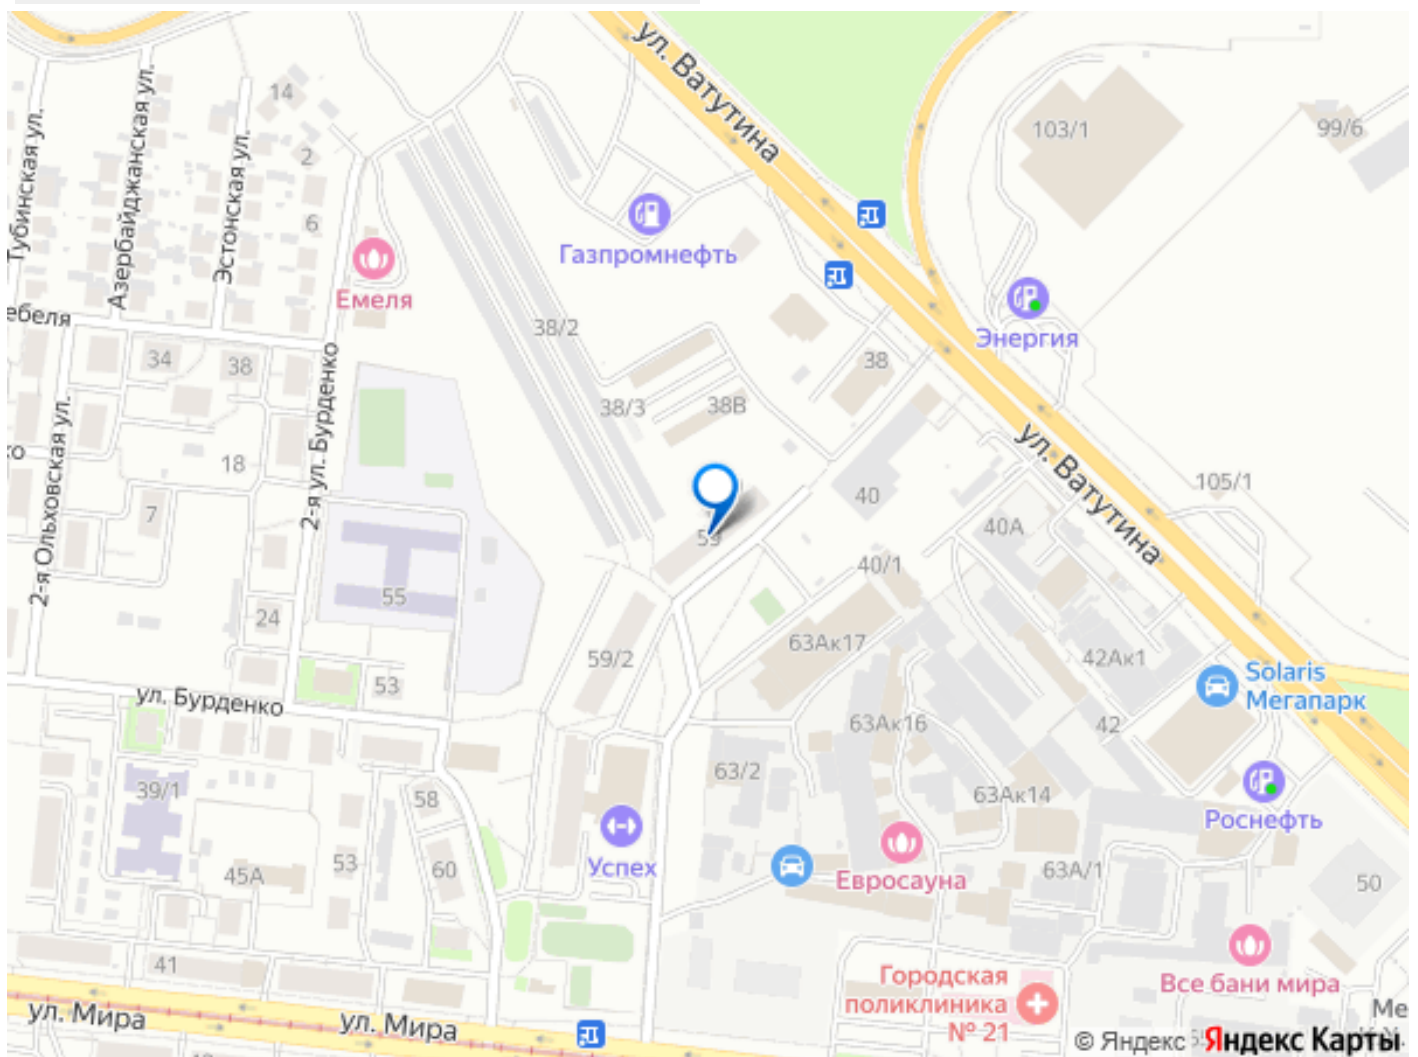 ул. Ватутина
14
103/1
99/6
Губинская ул.
Азербайджанская ул.
Эстонская ул.
2
6
Газпромнефть
Емеля
Энергия
34
38
38/2
38
2-я Ольховская ул.
2-я ул. Бурденко
38/3
38В
ул. Ватутина
18
7
40
105/1
40А
55
40/1
24
59/2
63Ак17
42Ак1
53
Solaris
Мегапарк
ул. Бурденко
63Ак16
42
63/2
39/1
58
63Ак14
Роснефть
53
45А
60
Успех
Евросауна
63А/1
50
41
Городская
поликлиника
№ 21
Все бани мира
ул. Мира
ул. Мира
© Яндекс Яндекс Карты